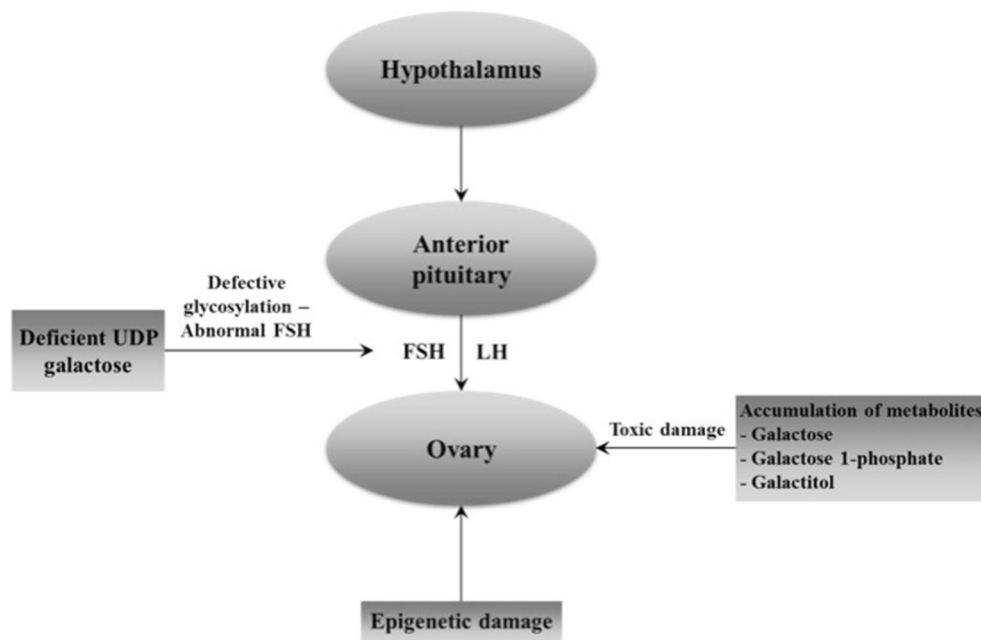 Hypothalamus
Anterior
pituitary
Defective
glycosylation –
Abnormal FSH
Deficient UDP
galactose
FSH
LH
Ovary
Toxic damage
Accumulation of metabolites
- Galactose
- Galactose 1-phosphate
- Galactitol
Epigenetic damage